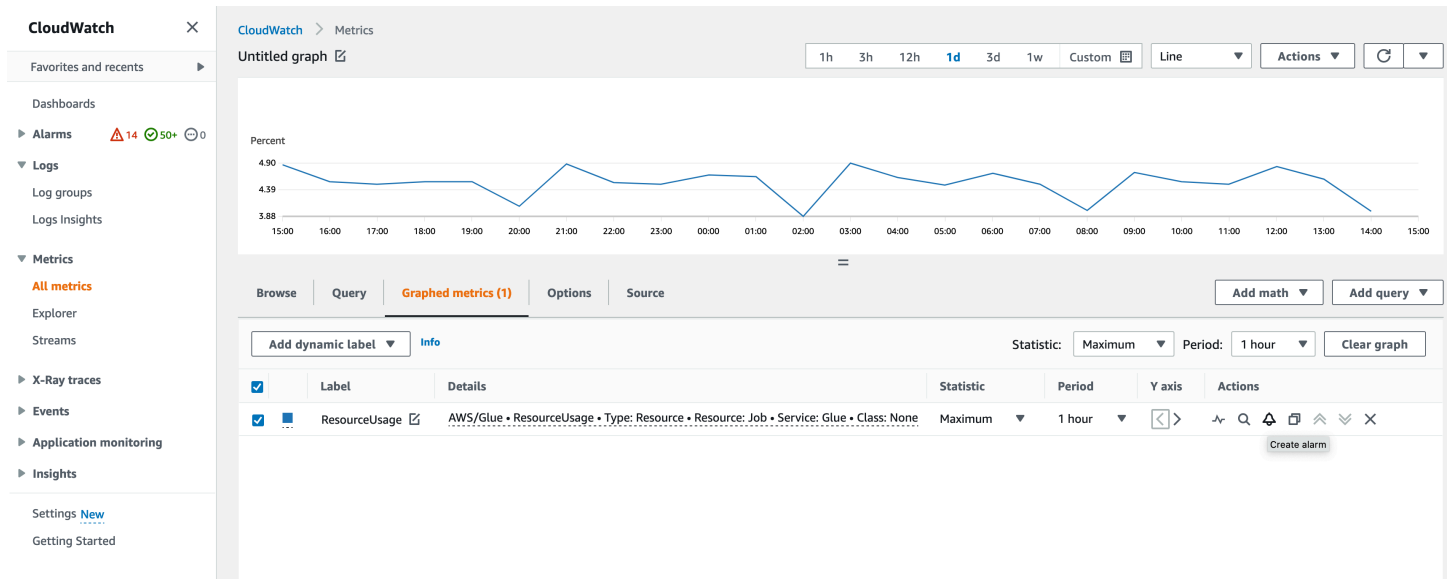 CloudWatch
Favorites and recents
Dashboards
Alarms 14 50+ 0
Logs
Log groups
Logs Insights
Metrics
All metrics
Explorer
Streams
X-Ray traces
Events
Application monitoring
Insights
Settings New
Getting Started
CloudWatch Metrics
Untitled graph
1h 3h 12h 1d 3d 1w Custom Line Actions
Percent
4.90
4.39
3.88
15:00 16:00 17:00 18:00 19:00 20:00 21:00 22:00 23:00 00:00 01:00 02:00 03:00 04:00 05:00 06:00 07:00 08:00 09:00 10:00 11:00 12:00 13:00 14:00 15:00
Browse Query Graphed metrics (1) Options Source Add math Add query
Add dynamic label Info Statistic: Maximum Period: 1 hour Clear graph
Label Details Statistic Period Y axis Actions
ResourceUsage AWS/Glue • ResourceUsage • Type: Resource • Resource: Job • Service: Glue • Class: None Maximum 1 hour
Create alarm